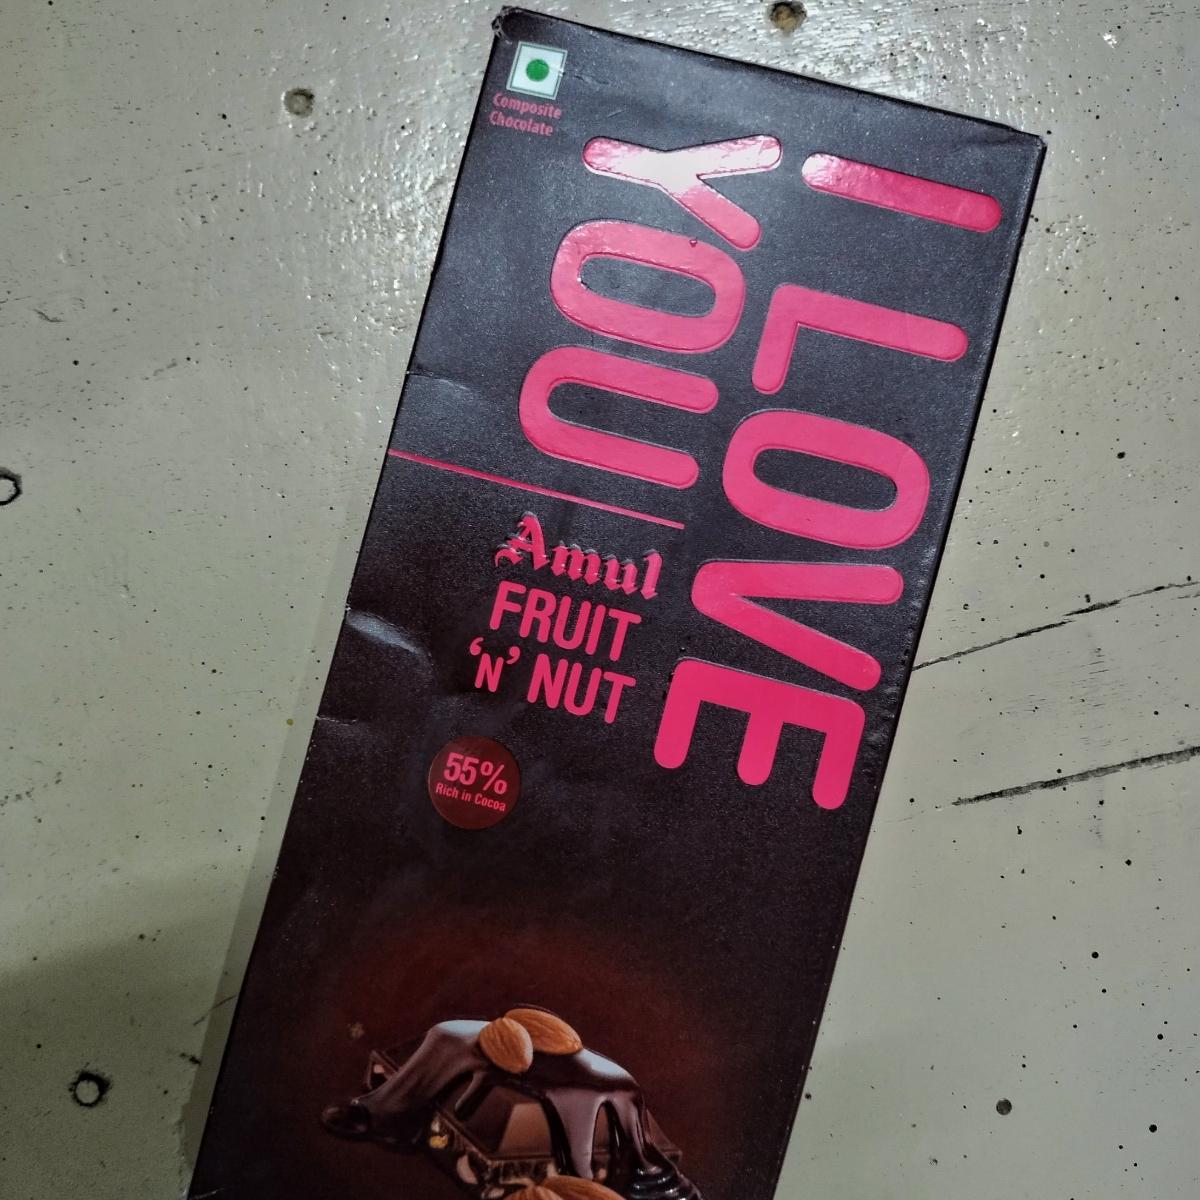 Composite
Chocolate
I LOVE
YOU
Amul
FRUIT
‘N’ NUT
55%
Rich in Cocoa